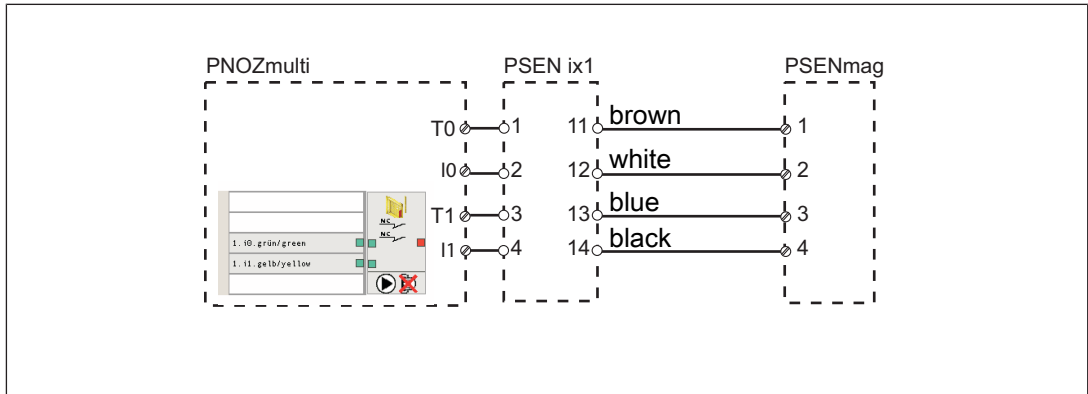 PNOZmulti PSEN ix1 PSENmag
T0 1 11 brown 1
I0 2 12 white 2
T1 3 13 blue 3
I1 4 14 black 4
NC
NC
1. i0.grün/green
1. i1.gelb/yellow